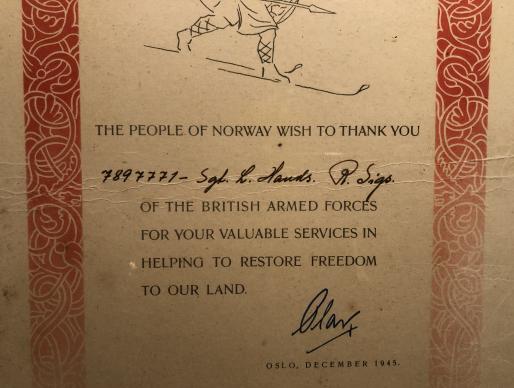 THE PEOPLE OF NORWAY WISH TO THANK YOU
7897771 - Sgt. L. Hands. R. Sigs.
OF THE BRITISH ARMED FORCES
FOR YOUR VALUABLE SERVICES IN
HELPING TO RESTORE FREEDOM
TO OUR LAND.
Olav
OSLO, DECEMBER 1945.